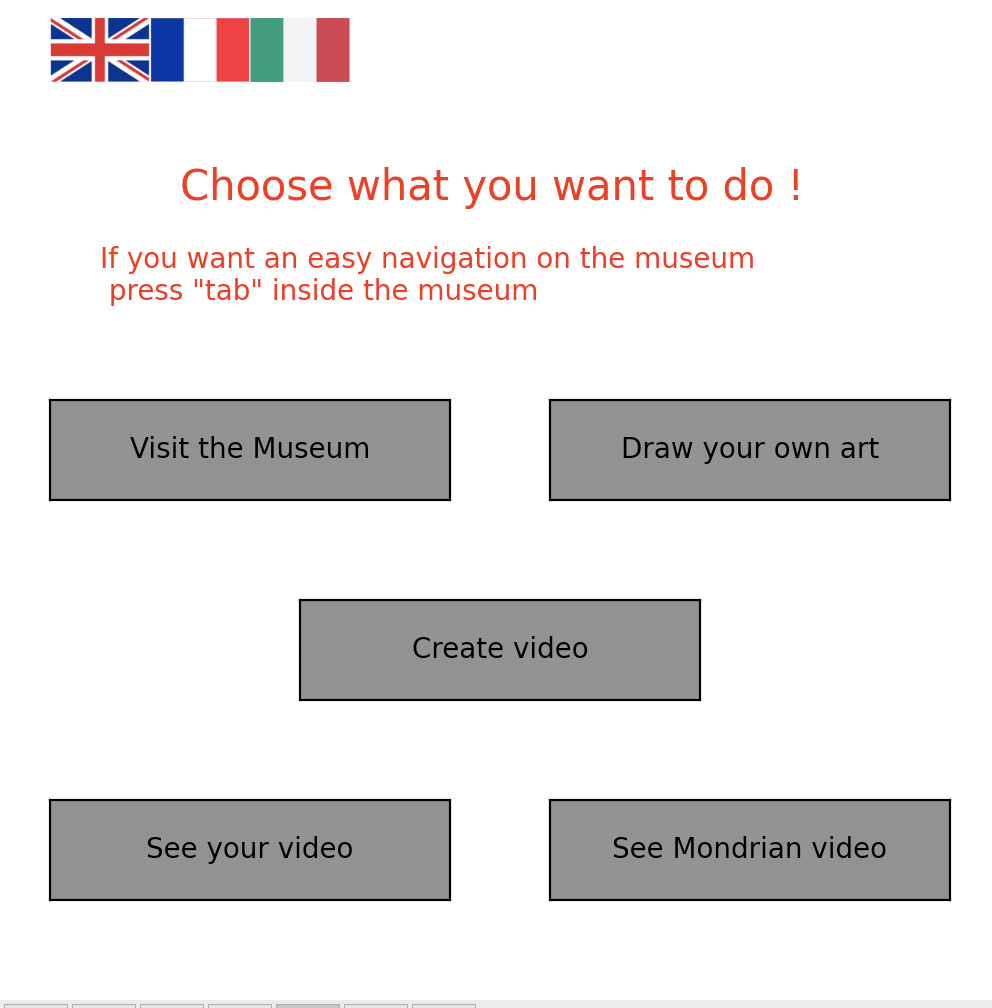 Choose what you want to do !
If you want an easy navigation on the museum
press "tab" inside the museum
Visit the Museum
Draw your own art
Create video
See your video
See Mondrian video